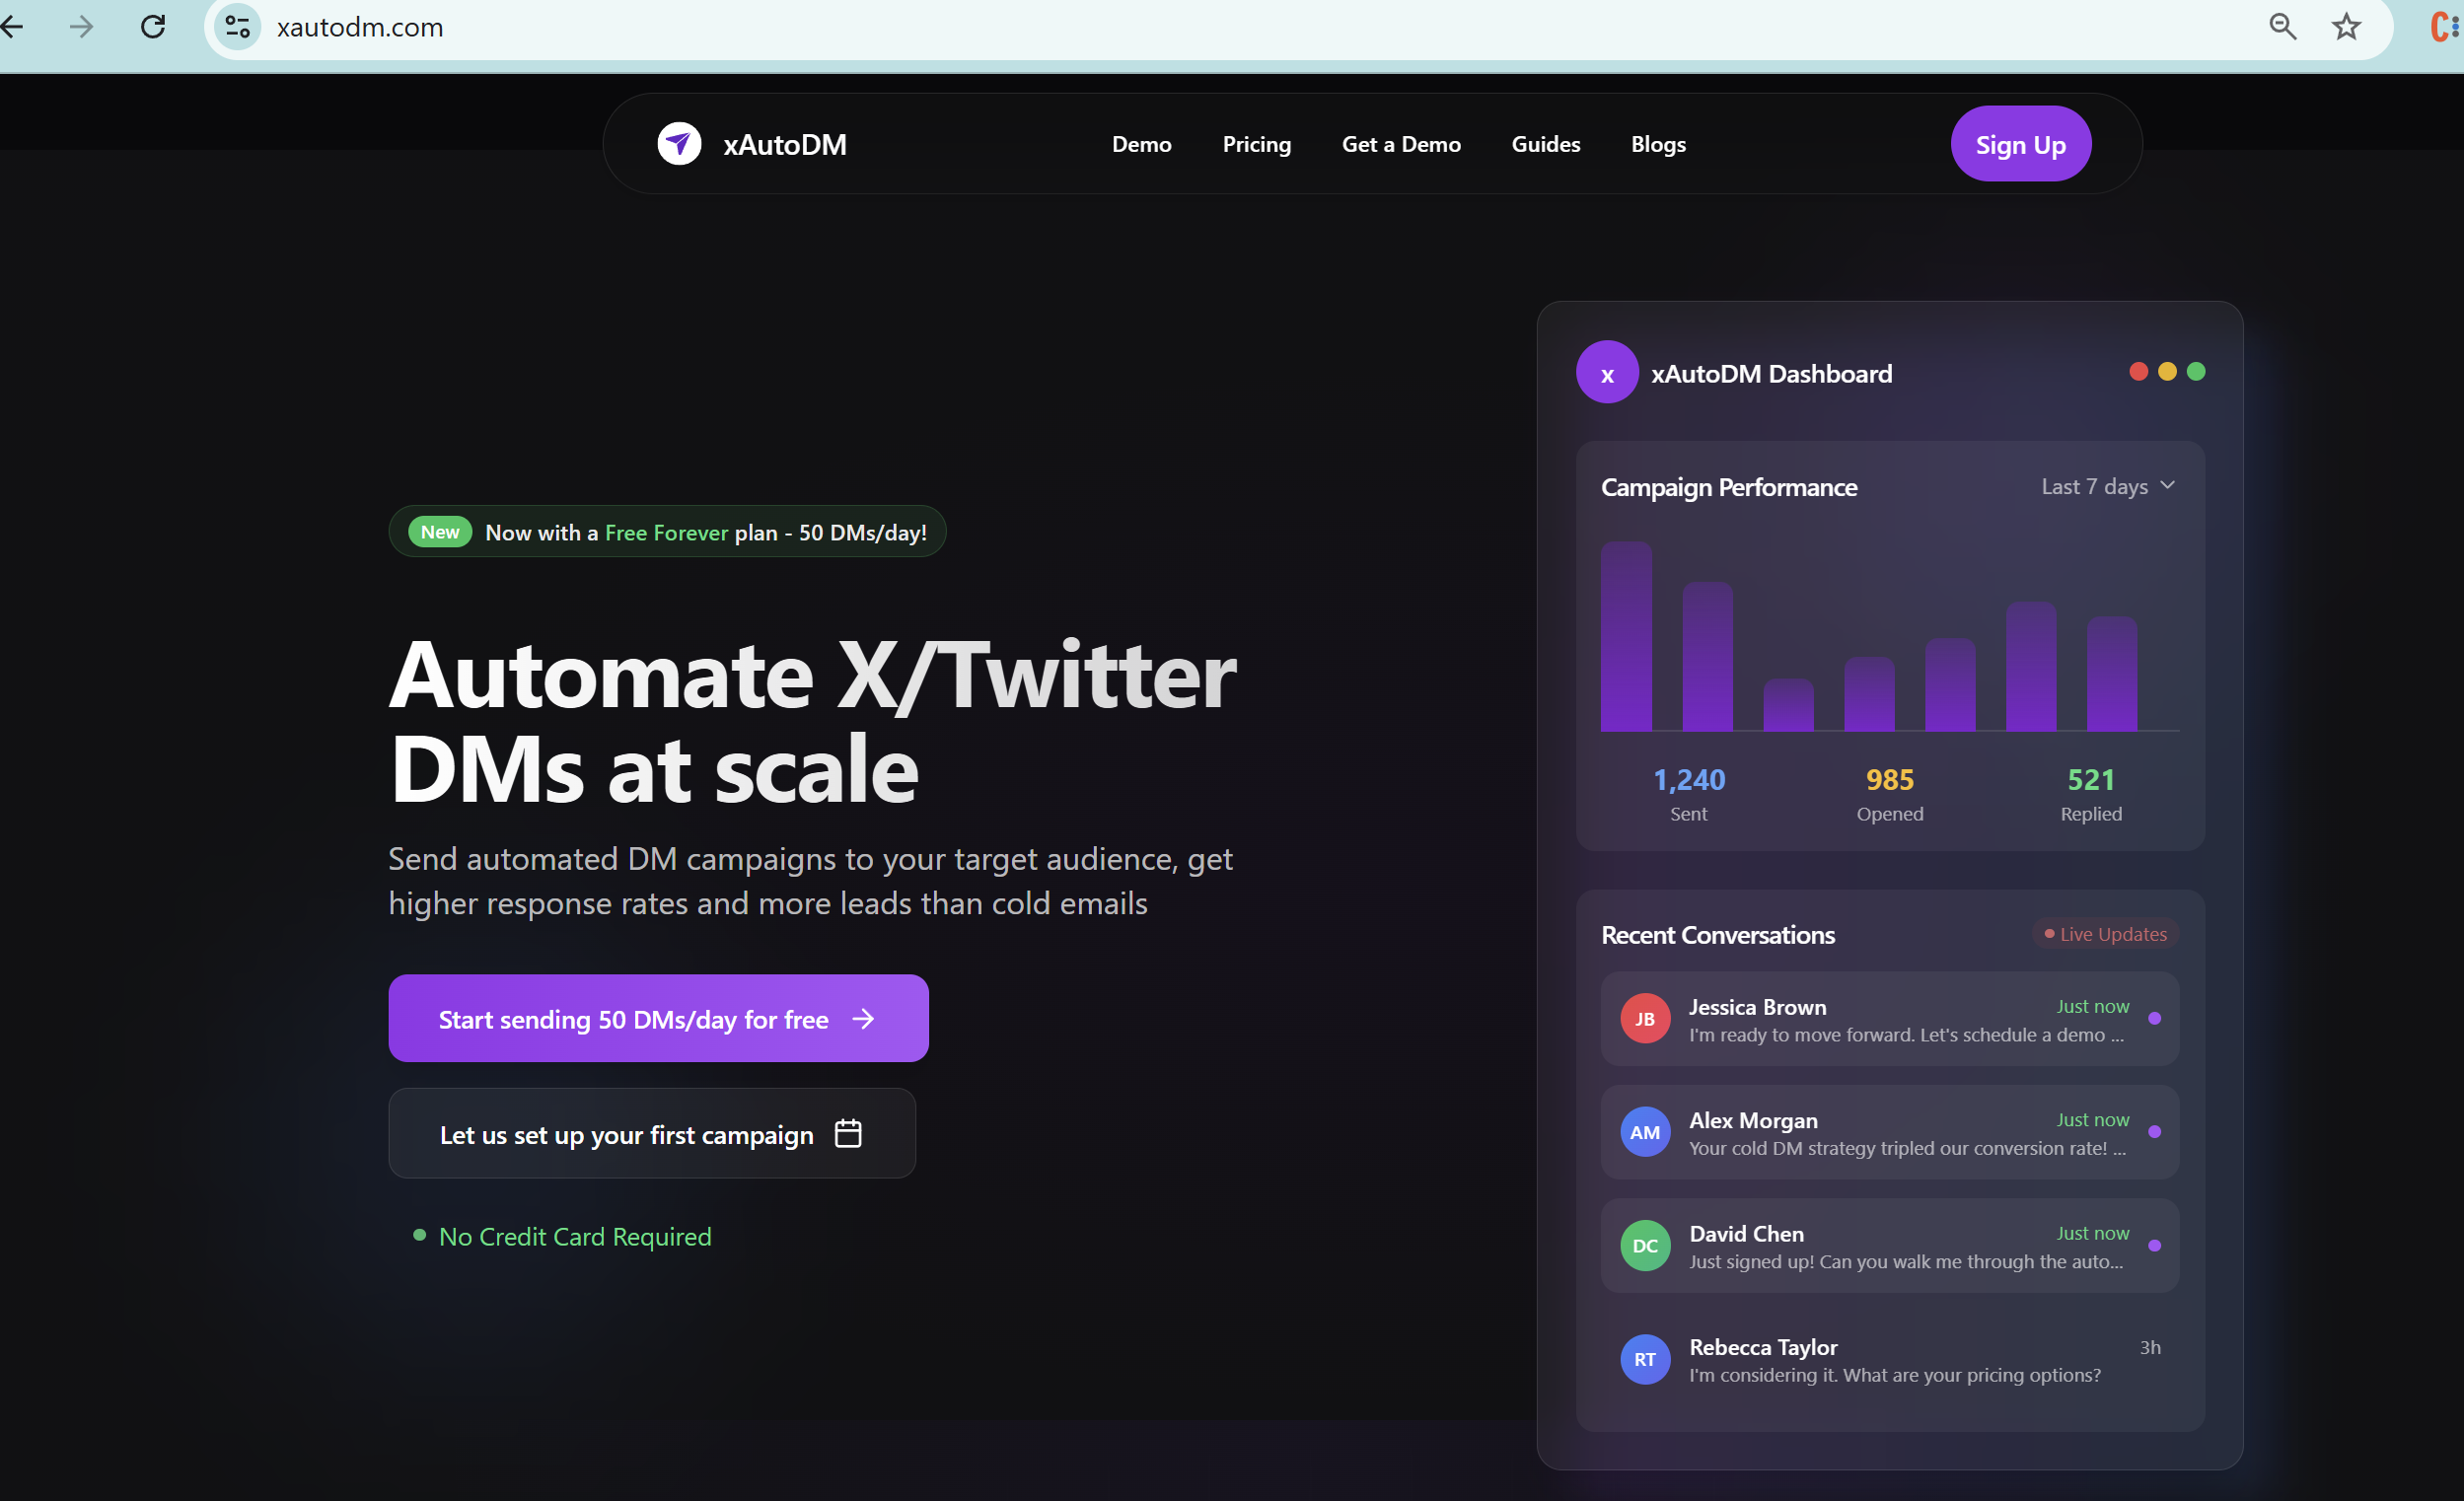 xautodm.com
xAutoDM
Demo
Pricing
Get a Demo
Guides
Blogs
Sign Up
New Now with a Free Forever plan - 50 DMs/day!
Automate X/Twitter
DMs at scale
Send automated DM campaigns to your target audience, get
higher response rates and more leads than cold emails
Start sending 50 DMs/day for free
Let us set up your first campaign
No Credit Card Required
x xAutoDM Dashboard
Campaign Performance
Last 7 days
1,240
Sent
985
Opened
521
Replied
Recent Conversations
Live Updates
JB
Jessica Brown
Just now
I'm ready to move forward. Let's schedule a demo ...
AM
Alex Morgan
Just now
Your cold DM strategy tripled our conversion rate! ...
DC
David Chen
Just now
Just signed up! Can you walk me through the auto...
RT
Rebecca Taylor
3h
I'm considering it. What are your pricing options?